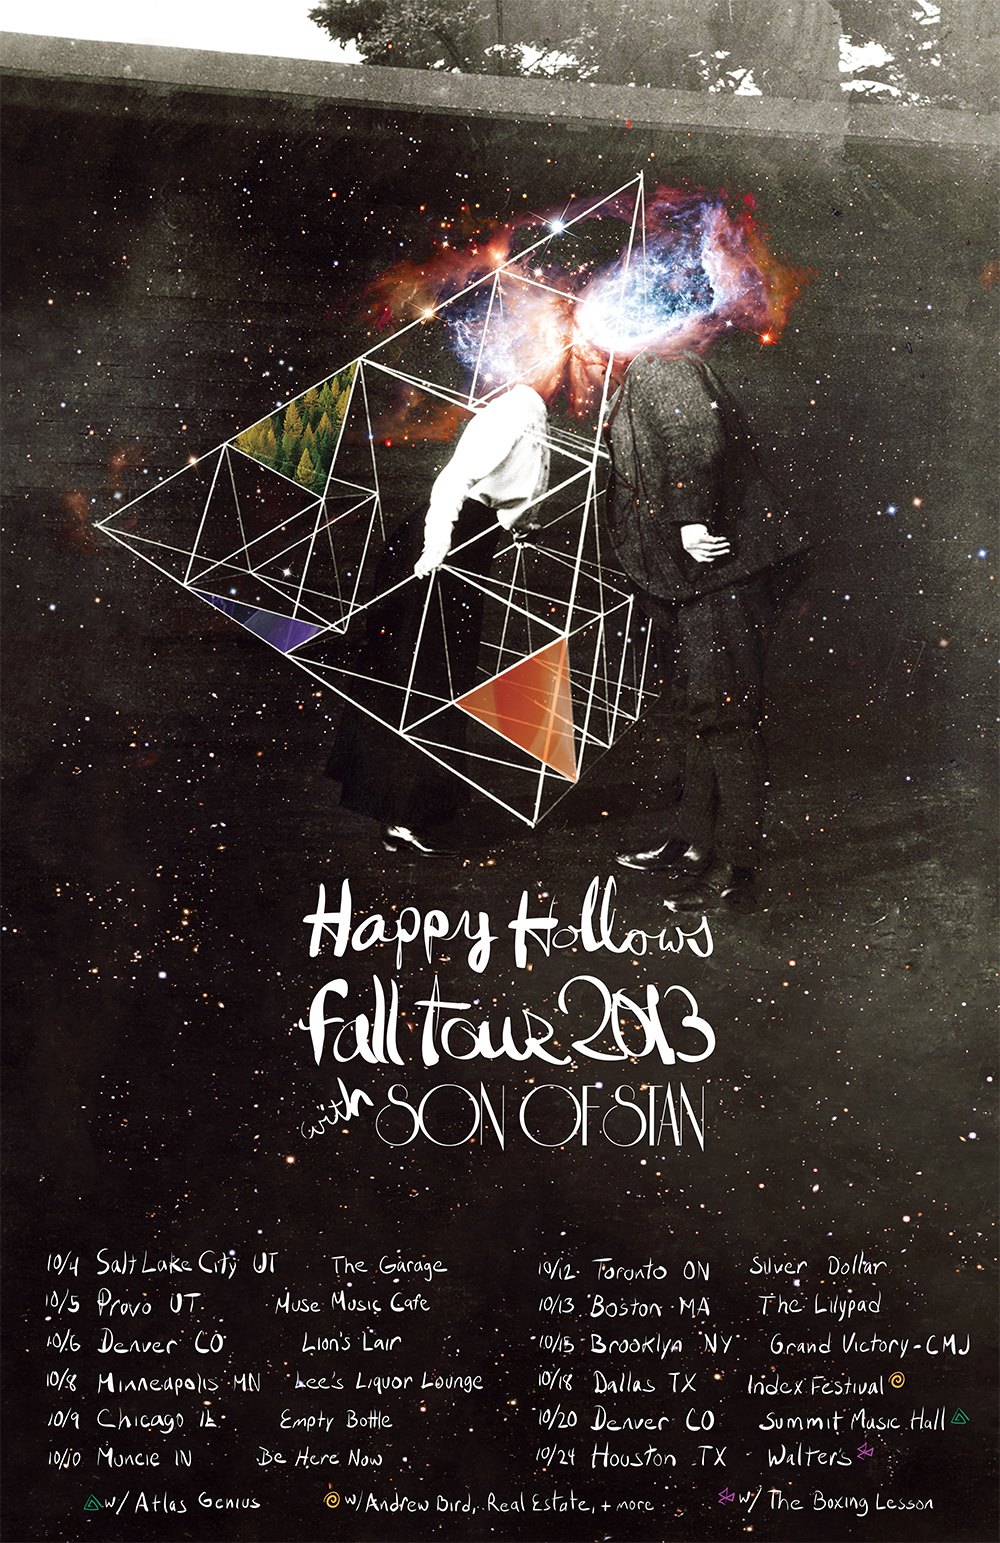 Happy Hollows
Fall Tour 2013
with SON OF STAN
10/4 Salt Lake City UT The Garage
10/5 Provo UT Muse Music Cafe
10/6 Denver CO Lion's Lair
10/8 Minneapolis MN Lee's Liquor Lounge
10/9 Chicago IL Empty Bottle
10/10 Muncie IN Be Here Now
10/12 Toronto ON Silver Dollar
10/13 Boston MA The Lilypad
10/15 Brooklyn NY Grand Victory-CMJ
10/18 Dallas TX Index Festival
10/20 Denver CO Summit Music Hall
10/24 Houston TX Walter's
w/ Atlas Genius w/ Andrew Bird, Real Estate, + more w/ The Boxing Lesson